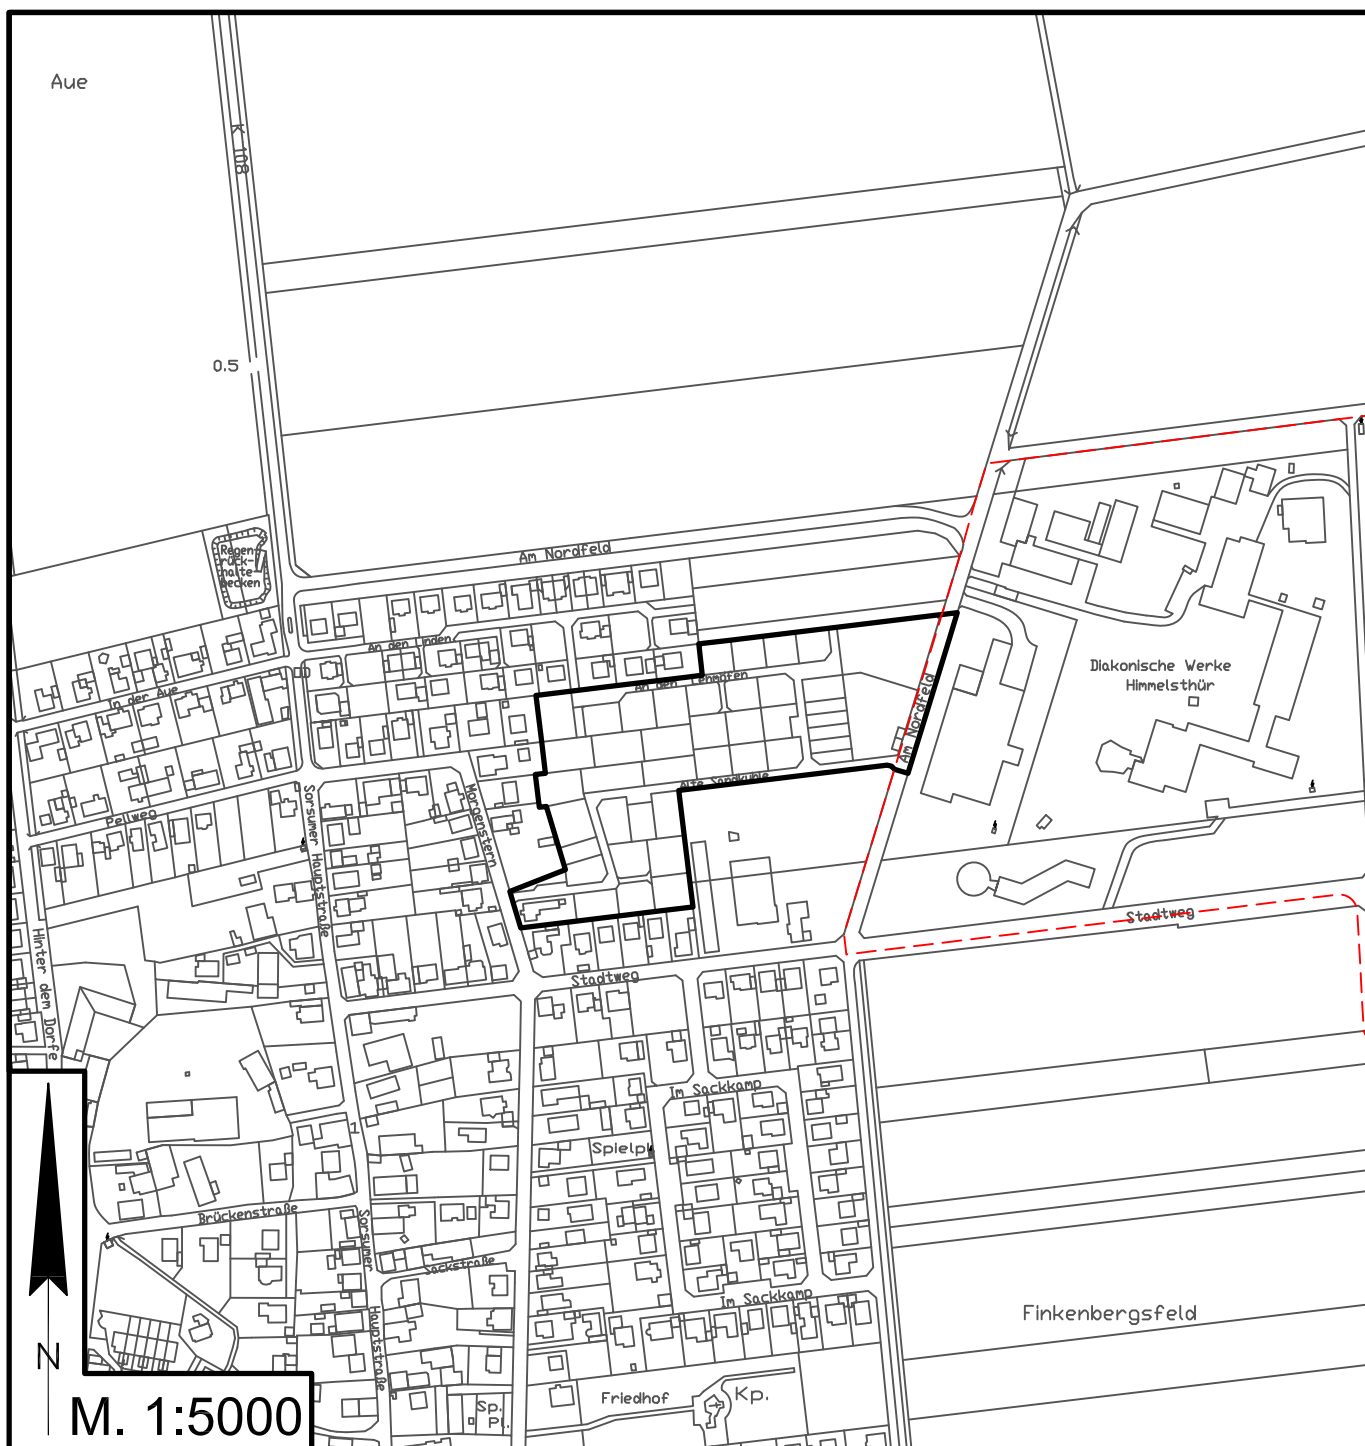 Aue
K 108
0.5
Am Nordfeld
Regen-
rück-
halte-
becken
An den Linden
In der Aue
Diakonische Werke
Himmelsthür
An den Lehmöfen
Am Nordfeld
Alte Sandkuhle
Pellweg
Sorsumer Hauptstraße
Morgenstern
Stadtweg
Hinter dem Dorfe
Stadtweg
Im Sackkamp
1
Spielpl
Brückenstraße
Sorsumer
Sackstraße
Im Sackkamp
Finkenbergsfeld
Hauptstraße
N
Friedhof
Kp.
Sp.
Pl.
M. 1:5000